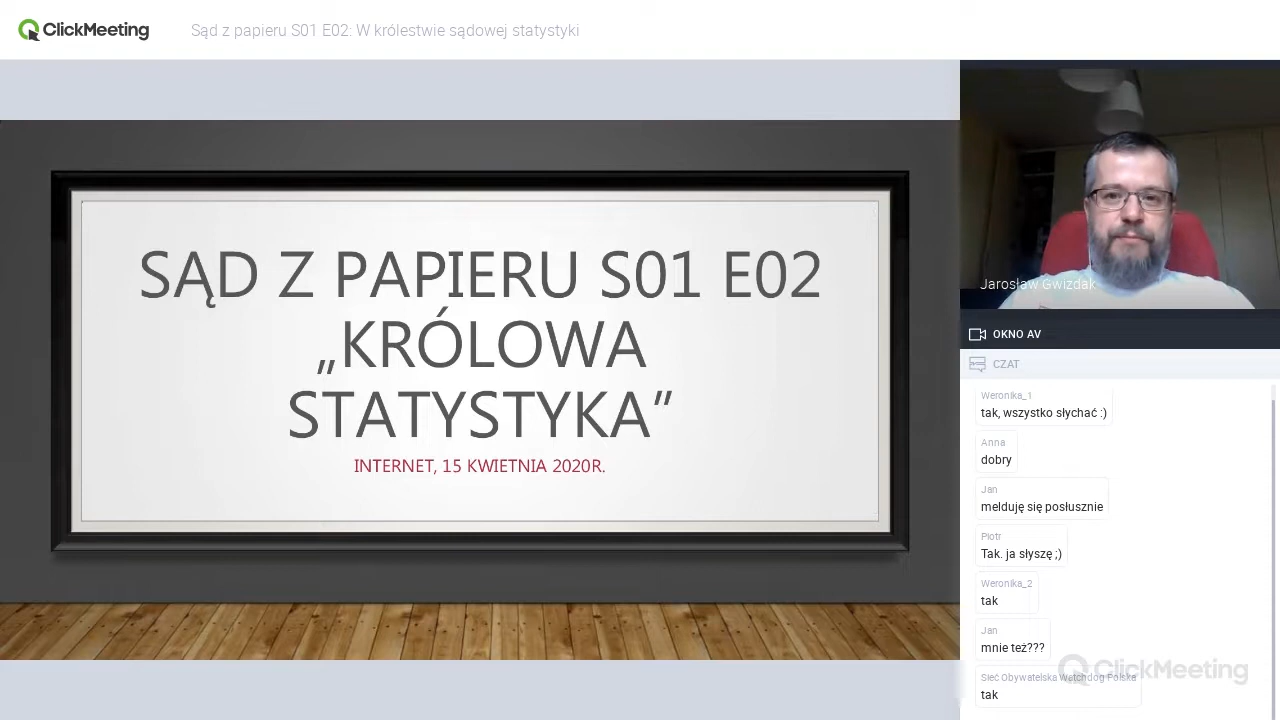 ClickMeeting
Sąd z papieru S01 E02: W królestwie sądowej statystyki
SĄD Z PAPIERU S01 E02
„KRÓLOWA
STATYSTYKA”
INTERNET, 15 KWIETNIA 2020R.
Jarosław Gwizdak
OKNO AV
CZAT
Weronika_1
tak, wszystko słychać :)
Anna
dobry
Jan
melduję się posłusznie
Piotr
Tak. ja słyszę ;)
Weronika_2
tak
Jan
mnie też???
Sieć Obywatelska Watchdog Polska
tak
ClickMeeting